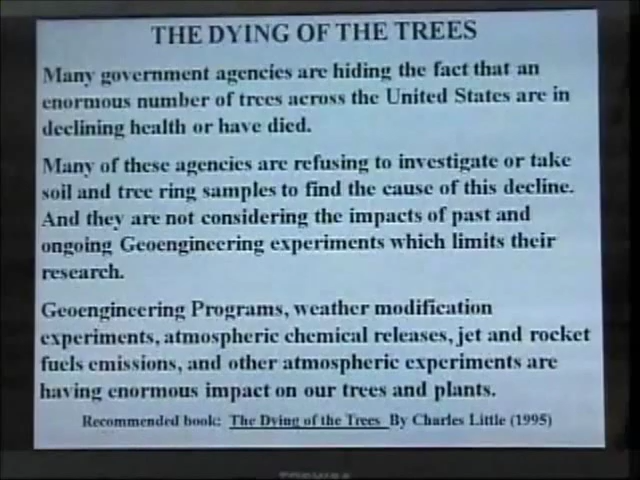 THE DYING OF THE TREES
Many government agencies are hiding the fact that an
enormous number of trees across the United States are in
declining health or have died.
Many of these agencies are refusing to investigate or take
soil and tree ring samples to find the cause of this decline.
And they are not considering the impacts of past and
ongoing Geoengineering experiments which limits their
research.
Geoengineering Programs, weather modification
experiments, atmospheric chemical releases, jet and rocket
fuels emissions, and other atmospheric experiments are
having enormous impact on our trees and plants.
Recommended book: The Dying of the Trees By Charles Little (1995)